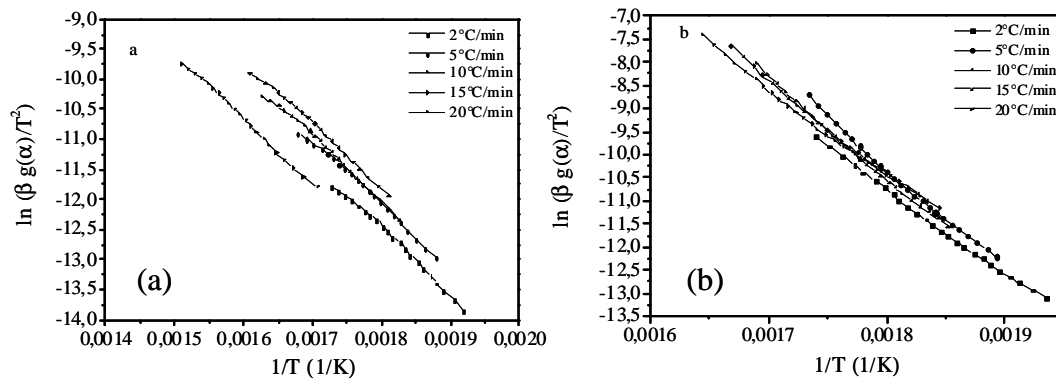 a
(a)
2°C/min
5°C/min
10°C/min
15°C/min
20°C/min
ln (β g(α)/T²)
-9,0
-9,5
-10,0
-10,5
-11,0
-11,5
-12,0
-12,5
-13,0
-13,5
-14,0
0,0014
0,0015
0,0016
0,0017
0,0018
0,0019
0,0020
1/T (1/K)
b
(b)
2°C/min
5°C/min
10°C/min
15°C/min
20°C/min
ln (β g(α)/T²)
-7,0
-7,5
-8,0
-8,5
-9,0
-9,5
-10,0
-10,5
-11,0
-11,5
-12,0
-12,5
-13,0
-13,5
0,0016
0,0017
0,0018
0,0019
1/T (1/K)